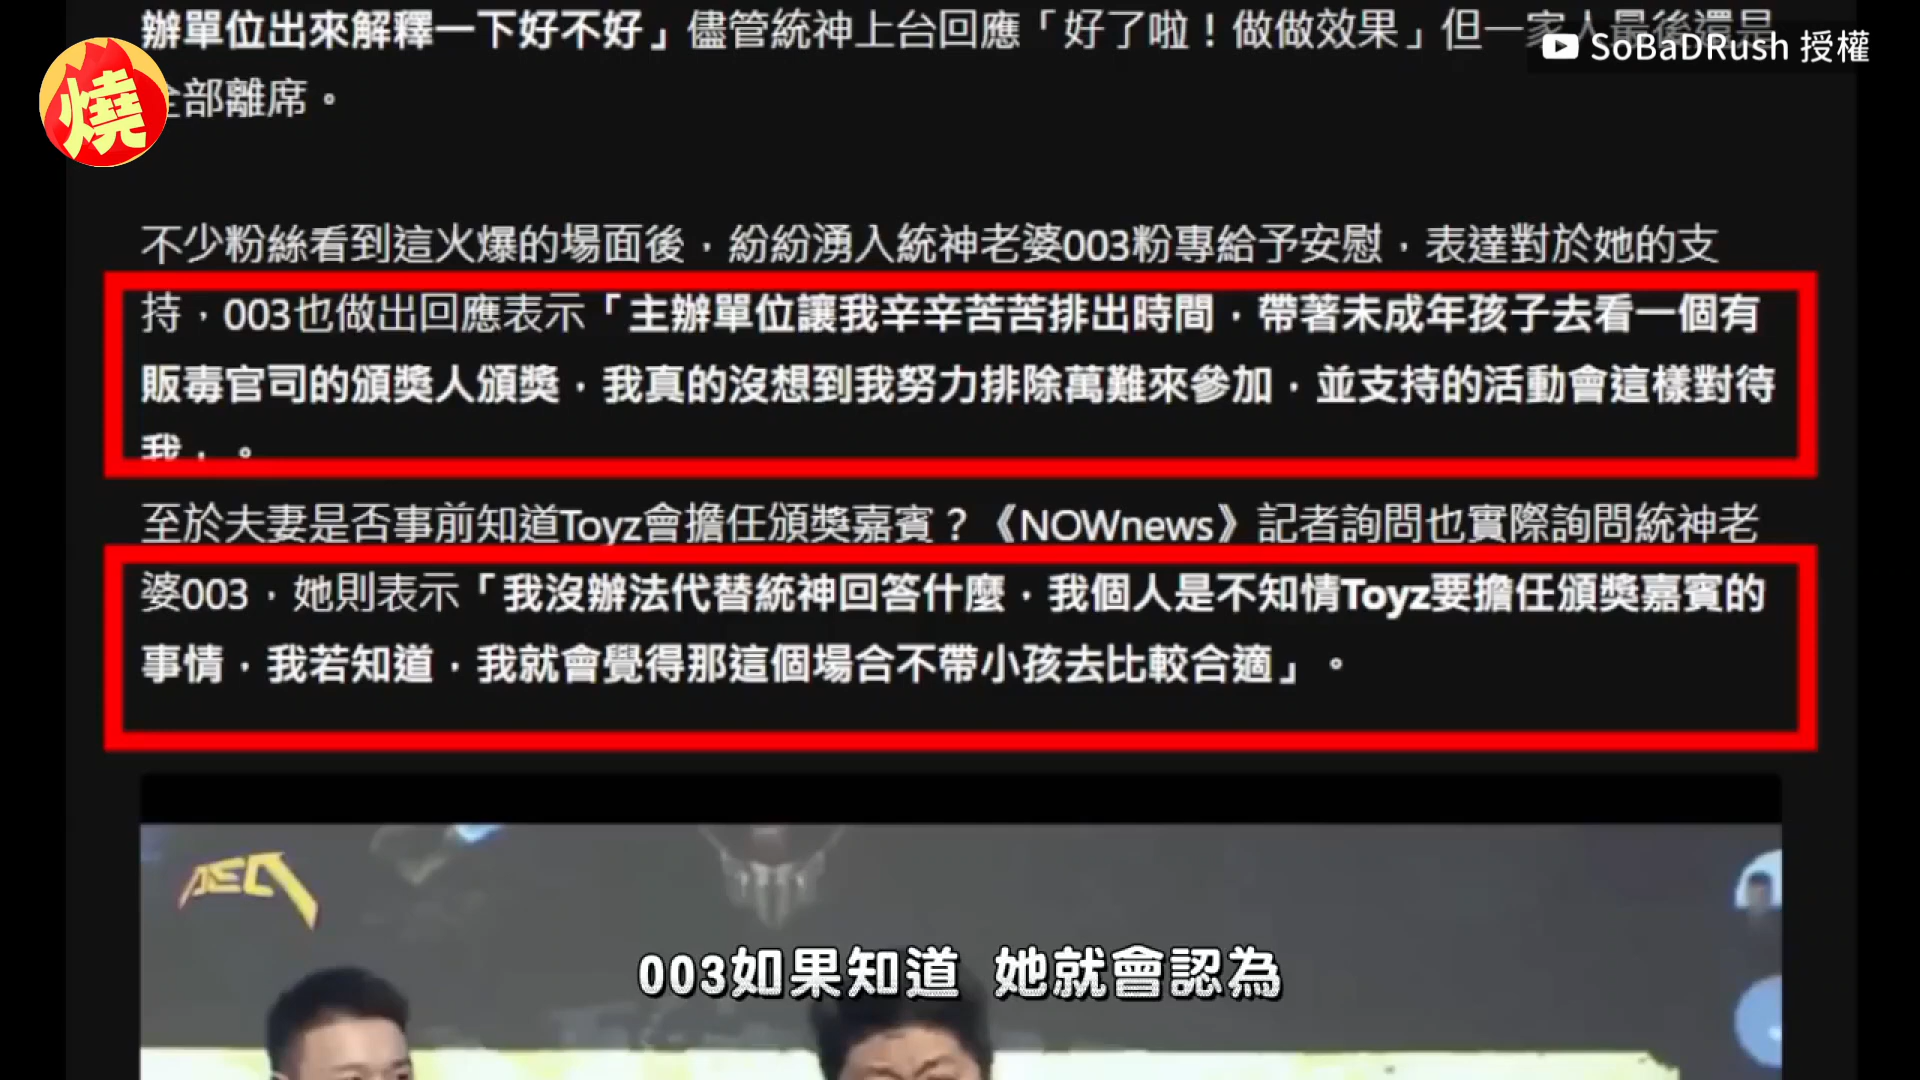 辦單位出來解釋一下好不好」儘管統神上台回應「好了啦!做做效果」但一家人最後還是
SoBaDRush 授權
燒
全部離席。
不少粉絲看到這火爆的場面後,紛紛湧入統神老婆003粉專給予安慰,表達對於她的支
持,003也做出回應表示「主辦單位讓我辛辛苦苦排出時間,帶著未成年孩子去看一個有
販毒官司的頒獎人頒獎,我真的沒想到我努力排除萬難來參加,並支持的活動會這樣對待
我」。
至於夫妻是否事前知道Toyz會擔任頒獎嘉賓?《NOWnews》記者詢問也實際詢問統神老
婆003,她則表示「我沒辦法代替統神回答什麼,我個人是不知情Toyz要擔任頒獎嘉賓的
事情,我若知道,我就會覺得那這個場合不帶小孩去比較合適」。
003如果知道 她就會認為